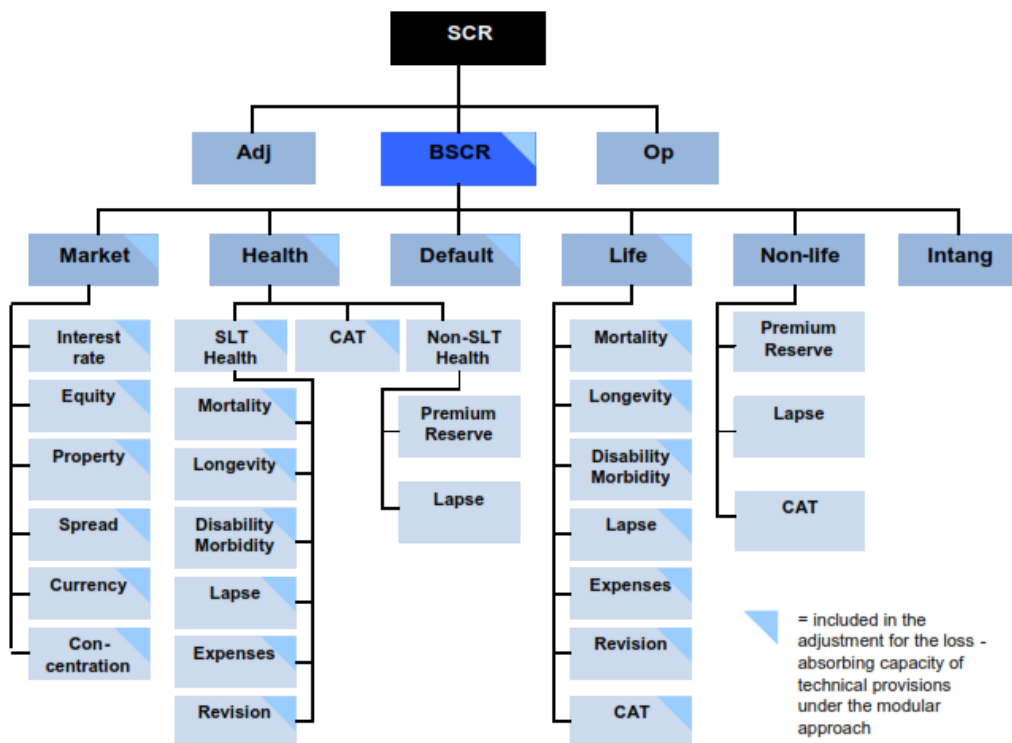 SCR
Adj
BSCR
Op
Market
Health
Default
Life
Non-life
Intang
Interest
rate
Equity
Property
Spread
Currency
Con-
centration
SLT
Health
CAT
Non-SLT
Health
Mortality
Longevity
Disability
Morbidity
Lapse
Expenses
Revision
Premium
Reserve
Lapse
Mortality
Longevity
Disability
Morbidity
Lapse
Expenses
Revision
CAT
Premium
Reserve
Lapse
CAT
= included in the
adjustment for the loss -
absorbing capacity of
technical provisions
under the modular
approach